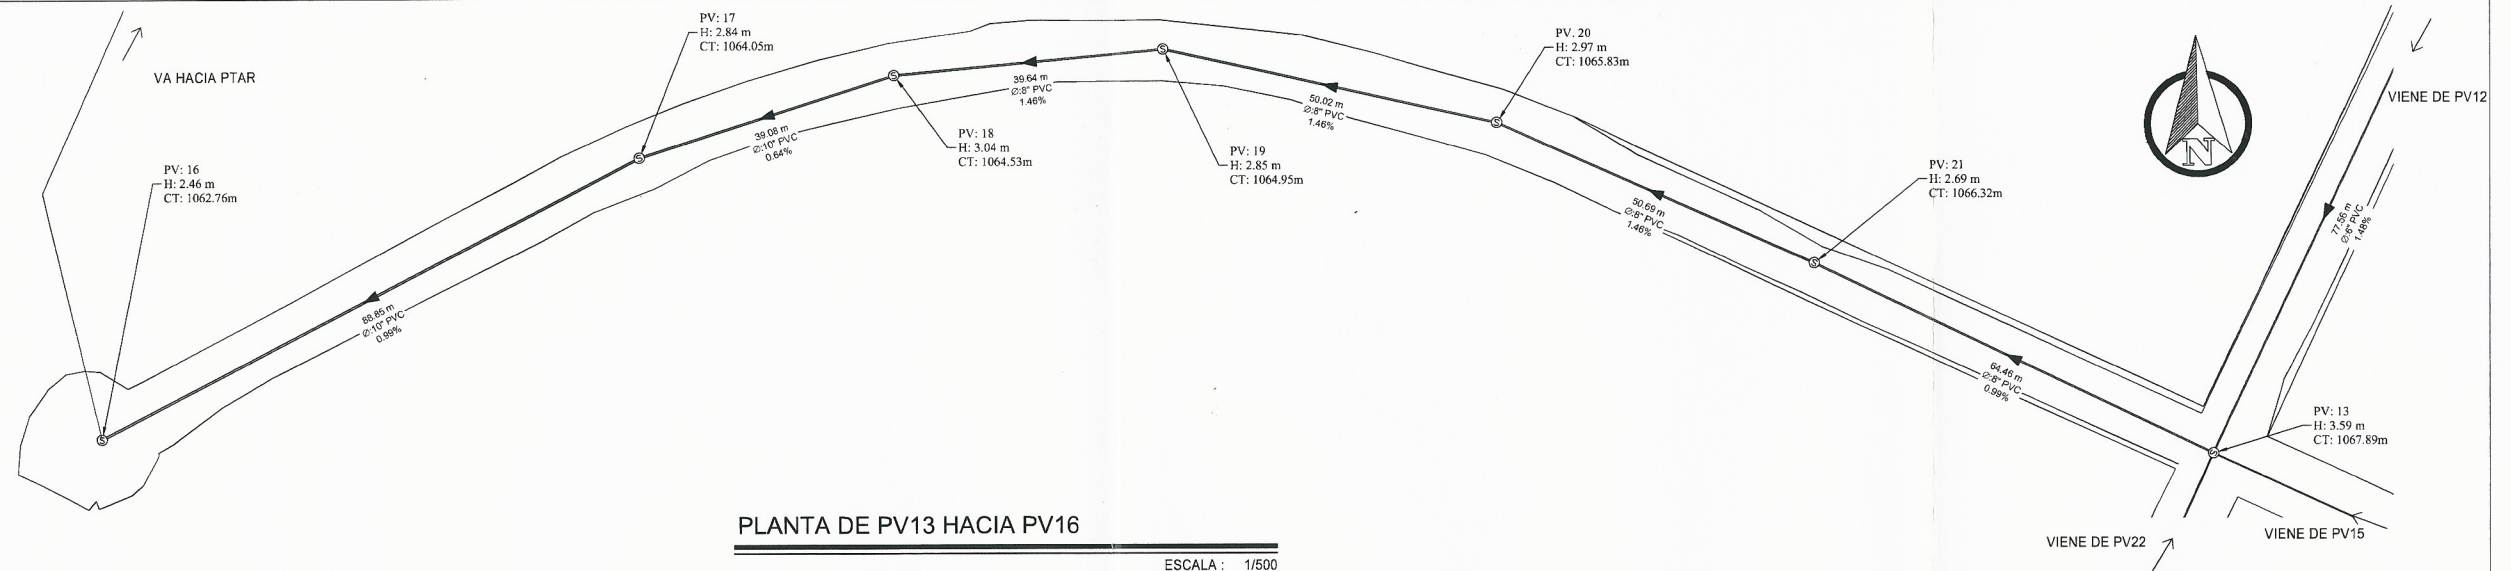 PV: 17
H: 2.84 m
CT: 1064.05m
VA HACIA PTAR
PV. 20
H: 2.97 m
CT: 1065.83m
VIENE DE PV12
N
39.64 m
Ø:8" PVC
1.46%
50.02 m
Ø:8" PVC
1.46%
39.08 m
Ø:10" PVC
0.64%
PV: 18
H: 3.04 m
CT: 1064.53m
PV: 19
H: 2.85 m
CT: 1064.95m
PV: 16
H: 2.46 m
CT: 1062.76m
PV: 21
H: 2.69 m
CT: 1066.32m
50.69 m
Ø:8" PVC
1.46%
77.56 m
Ø:6" PVC
1.48%
88.85 m
Ø:10" PVC
0.99%
64.46 m
Ø:8" PVC
0.99%
PV: 13
H: 3.59 m
CT: 1067.89m
S
S
S
S
S
S
S
PLANTA DE PV13 HACIA PV16
ESCALA : 1/500
VIENE DE PV22
VIENE DE PV15